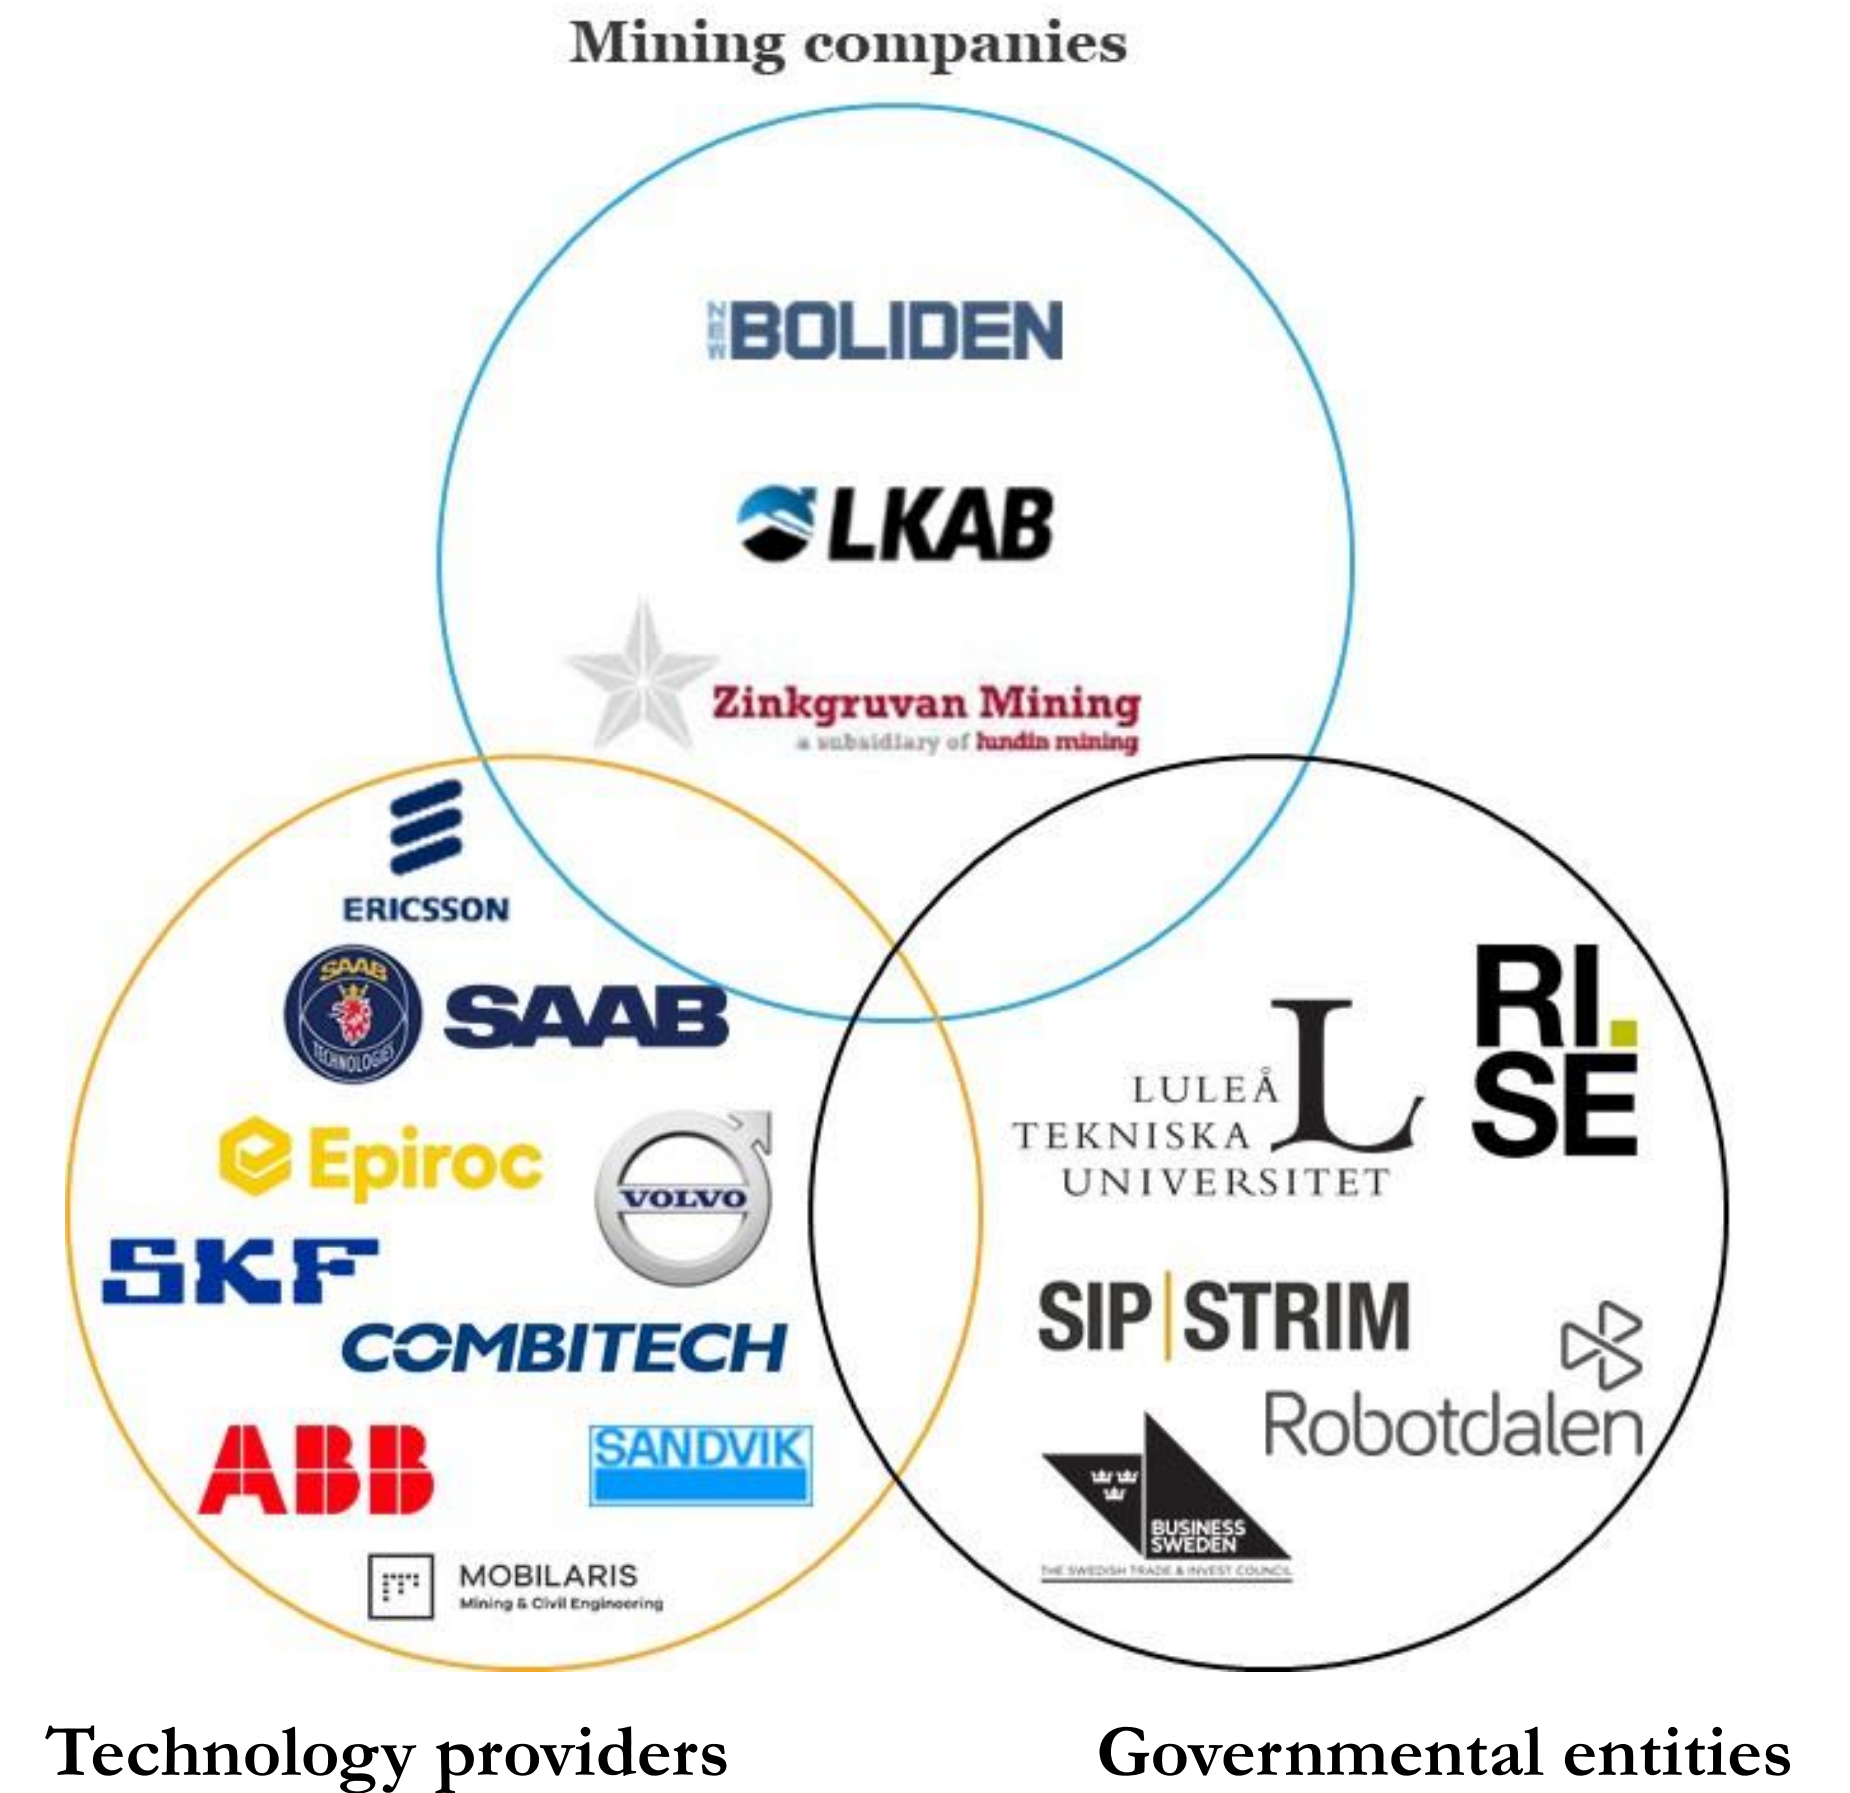 Mining companies
NEW BOLIDEN
LKAB
Zinkgruvan Mining
a subsidiary of lundin mining
ERICSSON
SAAB
TECHNOLOGIES
SAAB
Epiroc
VOLVO
SKF
COMBITECH
ABB
SANDVIK
MOBILARIS
Mining & Civil Engineering
RI.
SE
L
LULEÅ
TEKNISKA
UNIVERSITET
SIP|STRIM
Robotdalen
BUSINESS
SWEDEN
THE SWEDISH TRADE & INVEST COUNCIL
Technology providers
Governmental entities